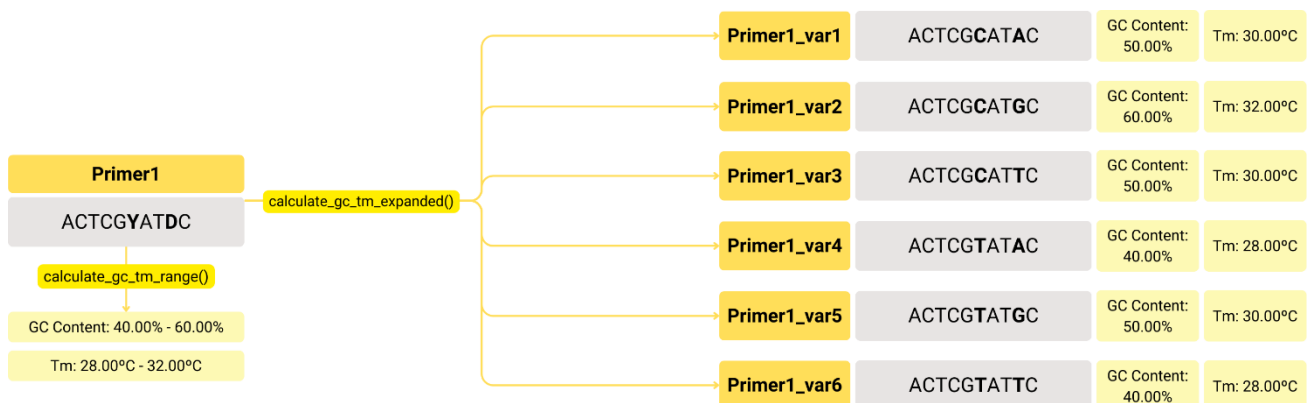 Primer1
ACTCGYATDC
calculate_gc_tm_range()
GC Content: 40.00% - 60.00%
Tm: 28.00ºC - 32.00ºC
calculate_gc_tm_expanded()
Primer1_var1
ACTCGCATAC
GC Content:
50.00%
Tm: 30.00ºC
Primer1_var2
ACTCGCATGC
GC Content:
60.00%
Tm: 32.00ºC
Primer1_var3
ACTCGCATTC
GC Content:
50.00%
Tm: 30.00ºC
Primer1_var4
ACTCGTATAC
GC Content:
40.00%
Tm: 28.00ºC
Primer1_var5
ACTCGTATGC
GC Content:
50.00%
Tm: 30.00ºC
Primer1_var6
ACTCGTATTC
GC Content:
40.00%
Tm: 28.00ºC